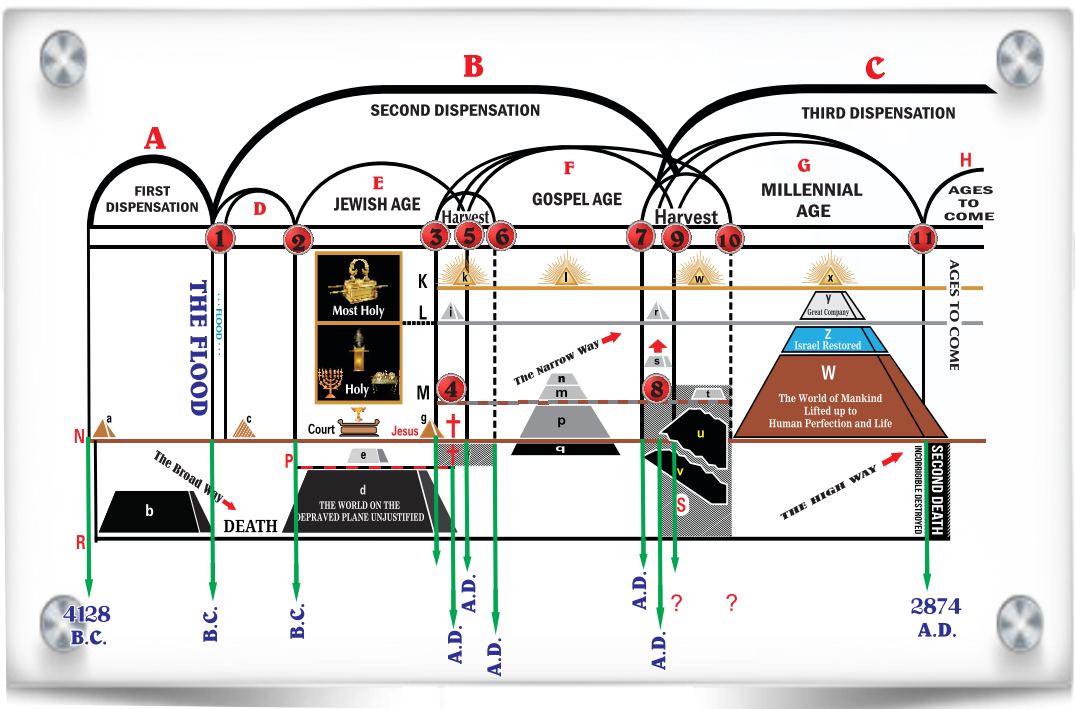 B
C
SECOND DISPENSATION
THIRD DISPENSATION
A
FIRST
DISPENSATION
D
E
JEWISH AGE
F
GOSPEL AGE
G
MILLENNIAL
AGE
H
AGES
TO
COME
Harvest
Harvest
1
2
3
5
6
7
9
10
11
THE FLOOD
...FLOOD...
Most Holy
Holy
K
k
l
w
x
L
i
r
y
Great Company
AGES TO COME
The Narrow Way
s
Z
Israel Restored
M
4
n
m
8
t
W
The World of Mankind
Lifted up to
Human Perfection and Life
N
a
c
Court
Jesus
g
p
q
u
v
S
P
e
The Broad Way
b
DEATH
d
THE WORLD ON THE
DEPRAVED PLANE UNJUSTIFIED
THE HIGH WAY
INCORRIGIBLE DESTROYED
SECOND DEATH
R
4128
B.C.
B.C.
B.C.
A.D.
A.D.
A.D.
A.D.
A.D.
?
?
2874
A.D.